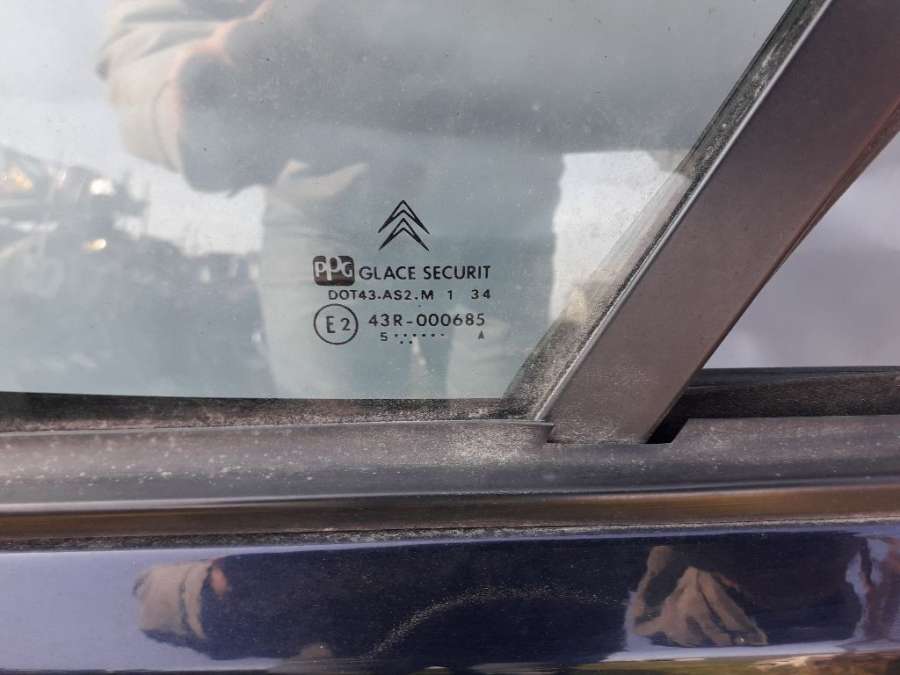 PPG GLACE SECURIT
DOT43.AS2.M 1 34
E2 43R-000685
5